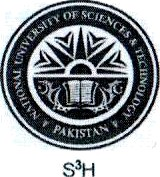 NATIONAL UNIVERSITY OF SCIENCES & TECHNOLOGY
PAKISTAN
S³H